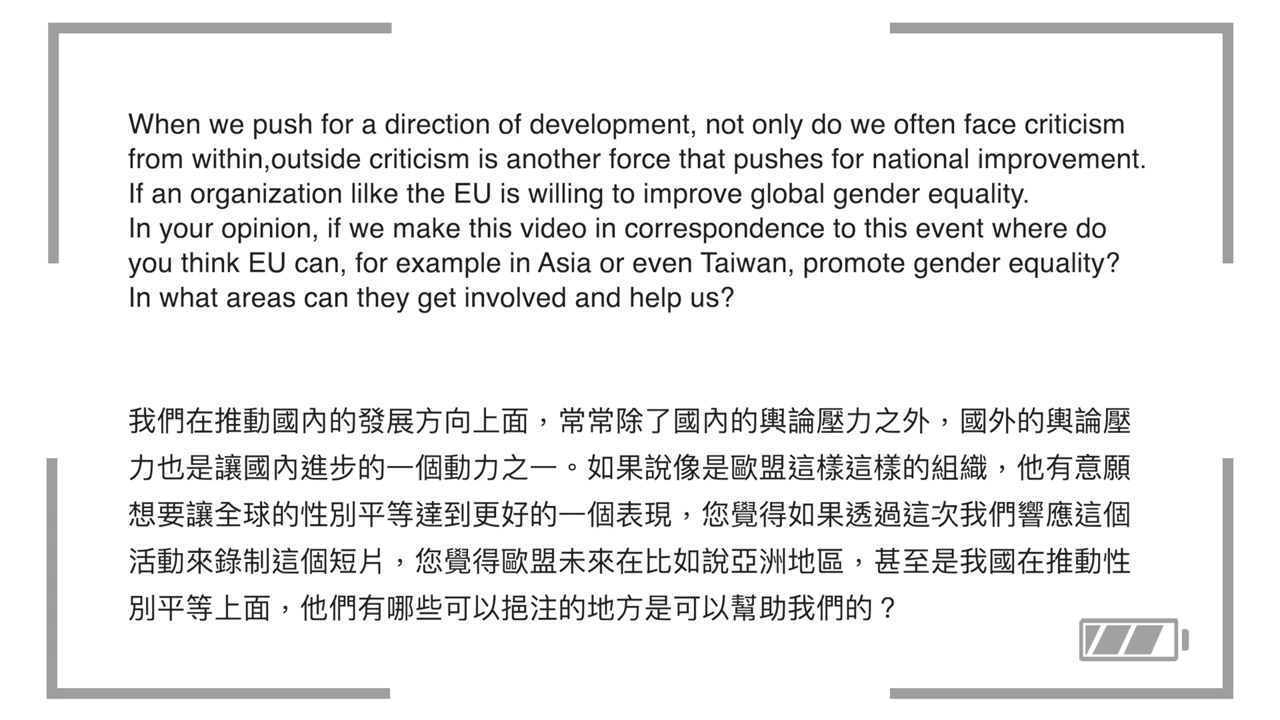 When we push for a direction of development, not only do we often face criticism
from within,outside criticism is another force that pushes for national improvement.
If an organization lilke the EU is willing to improve global gender equality.
In your opinion, if we make this video in correspondence to this event where do
you think EU can, for example in Asia or even Taiwan, promote gender equality?
In what areas can they get involved and help us?
我們在推動國內的發展方向上面，常常除了國內的輿論壓力之外，國外的輿論壓
力也是讓國內進步的一個動力之一。如果說像是歐盟這樣這樣的組織，他有意願
想要讓全球的性別平等達到更好的一個表現，您覺得如果透過這次我們響應這個
活動來錄制這個短片，您覺得歐盟未來在比如說亞洲地區，甚至是我國在推動性
別平等上面，他們有哪些可以挹注的地方是可以幫助我們的？